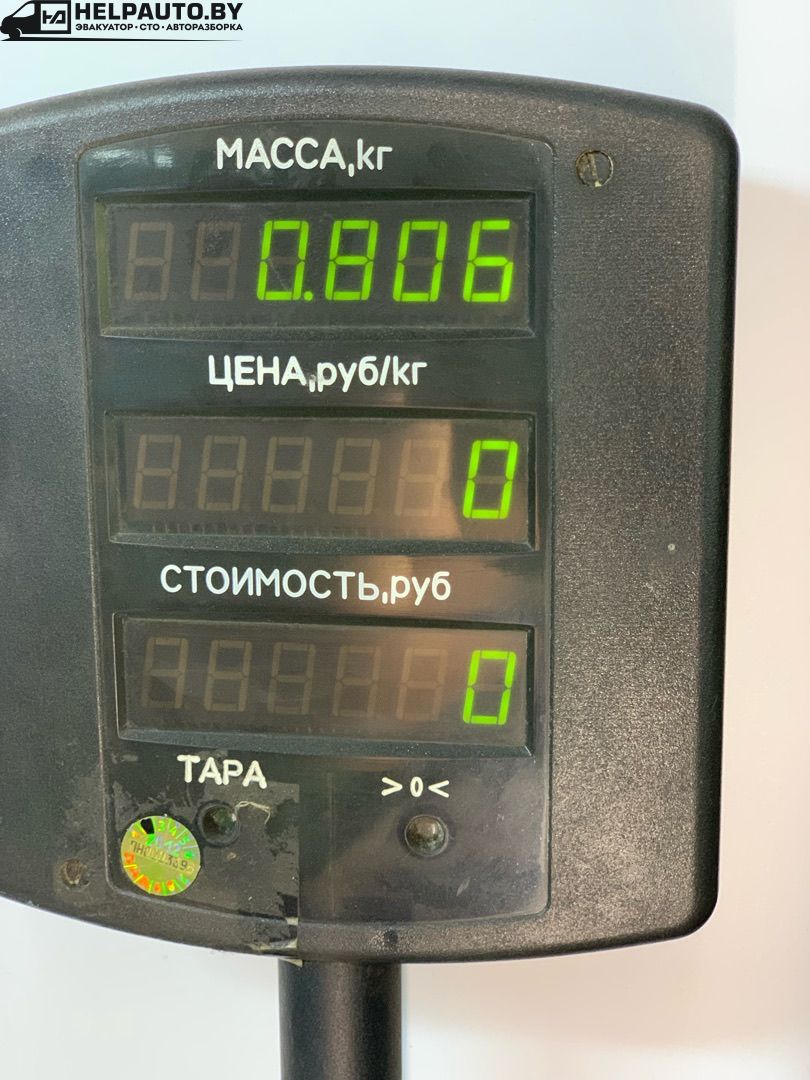 HELPAUTO.BY
ЭВАКУАТОР · СТО · АВТОРАЗБОРКА
МАССА,кг
0.806
ЦЕНА,руб/кг
0
СТОИМОСТЬ,руб
0
ТАРА
>0<